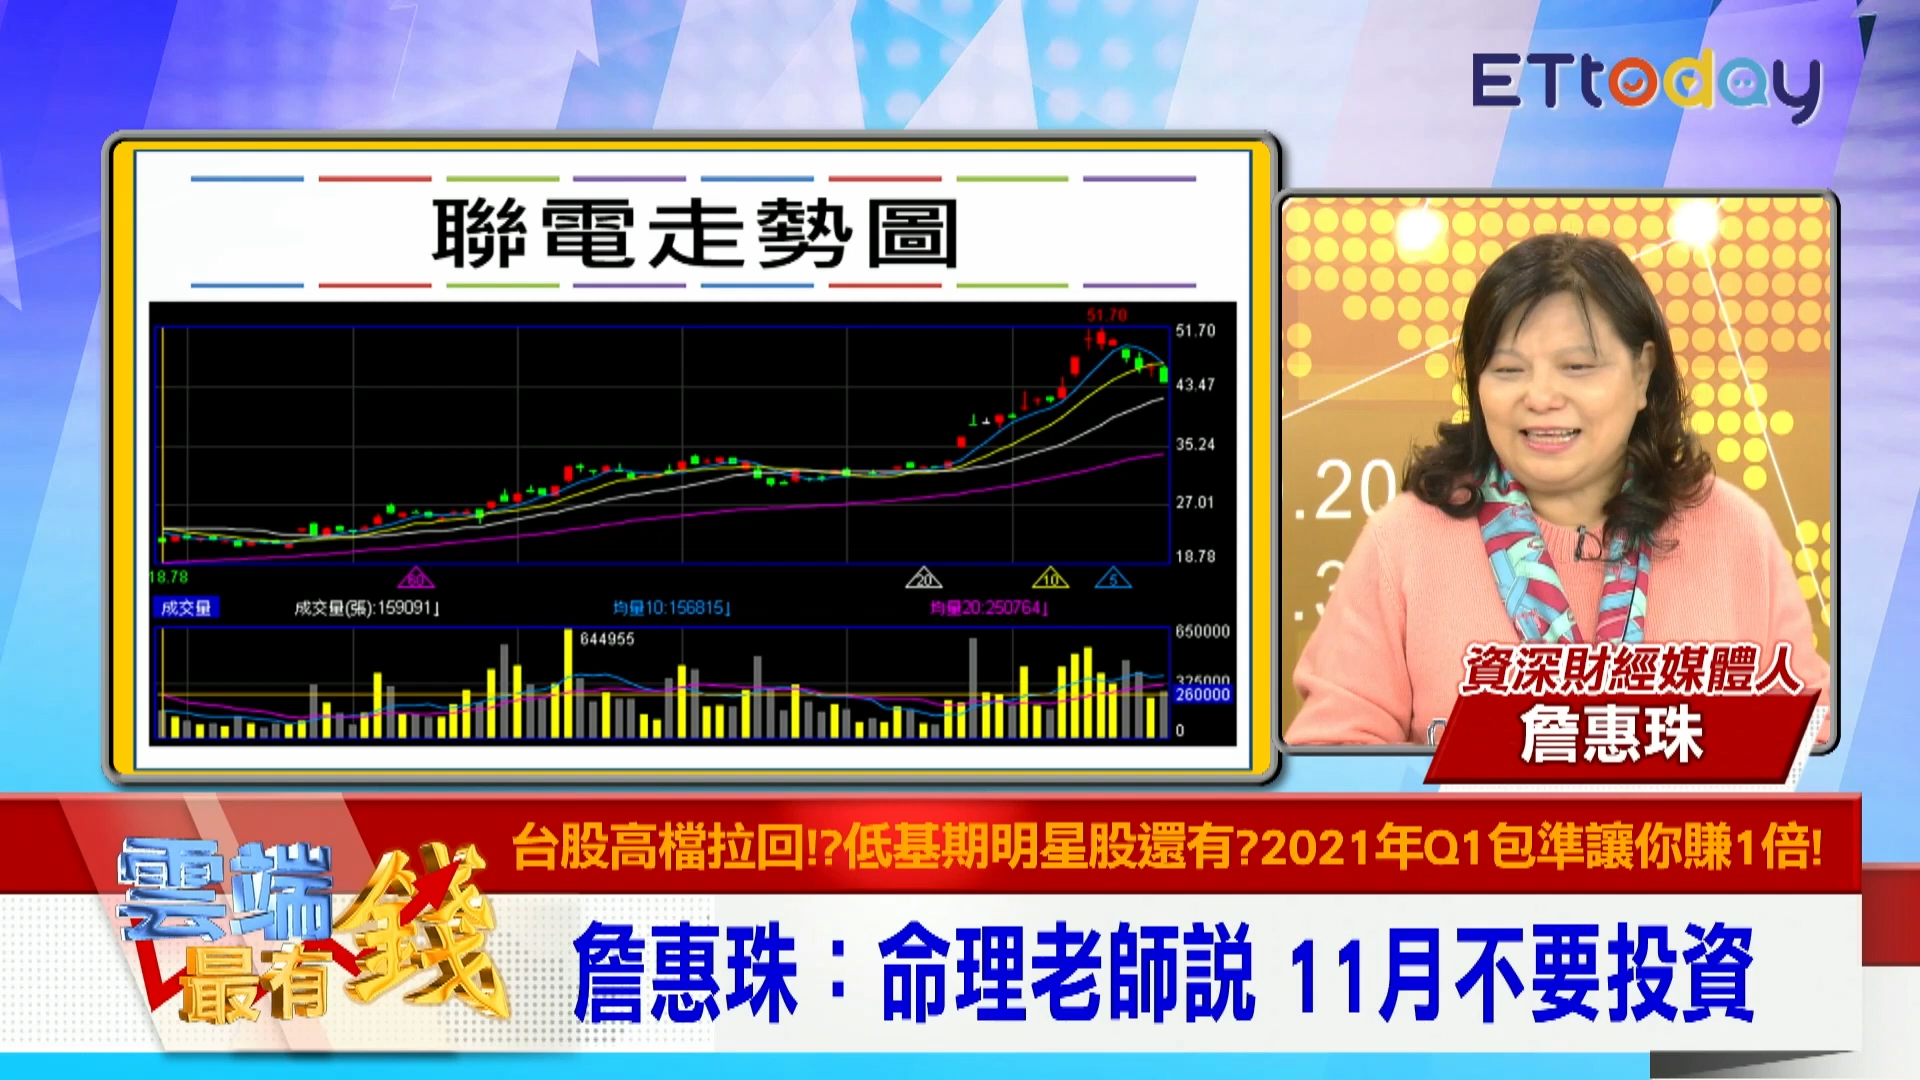 ETtoday
聯電走勢圖
51.70
51.70
43.47
35.24
27.01
18.78
18.78
60
20
10
5
成交量
成交量(張):159091↓
均量10:156815↓
均量20:250764↓
644955
650000
325000
260000
0
.20
資深財經媒體人
詹惠珠
台股高檔拉回!?低基期明星股還有?2021年Q1包準讓你賺1倍!
雲端最有錢
詹惠珠：命理老師說 11月不要投資